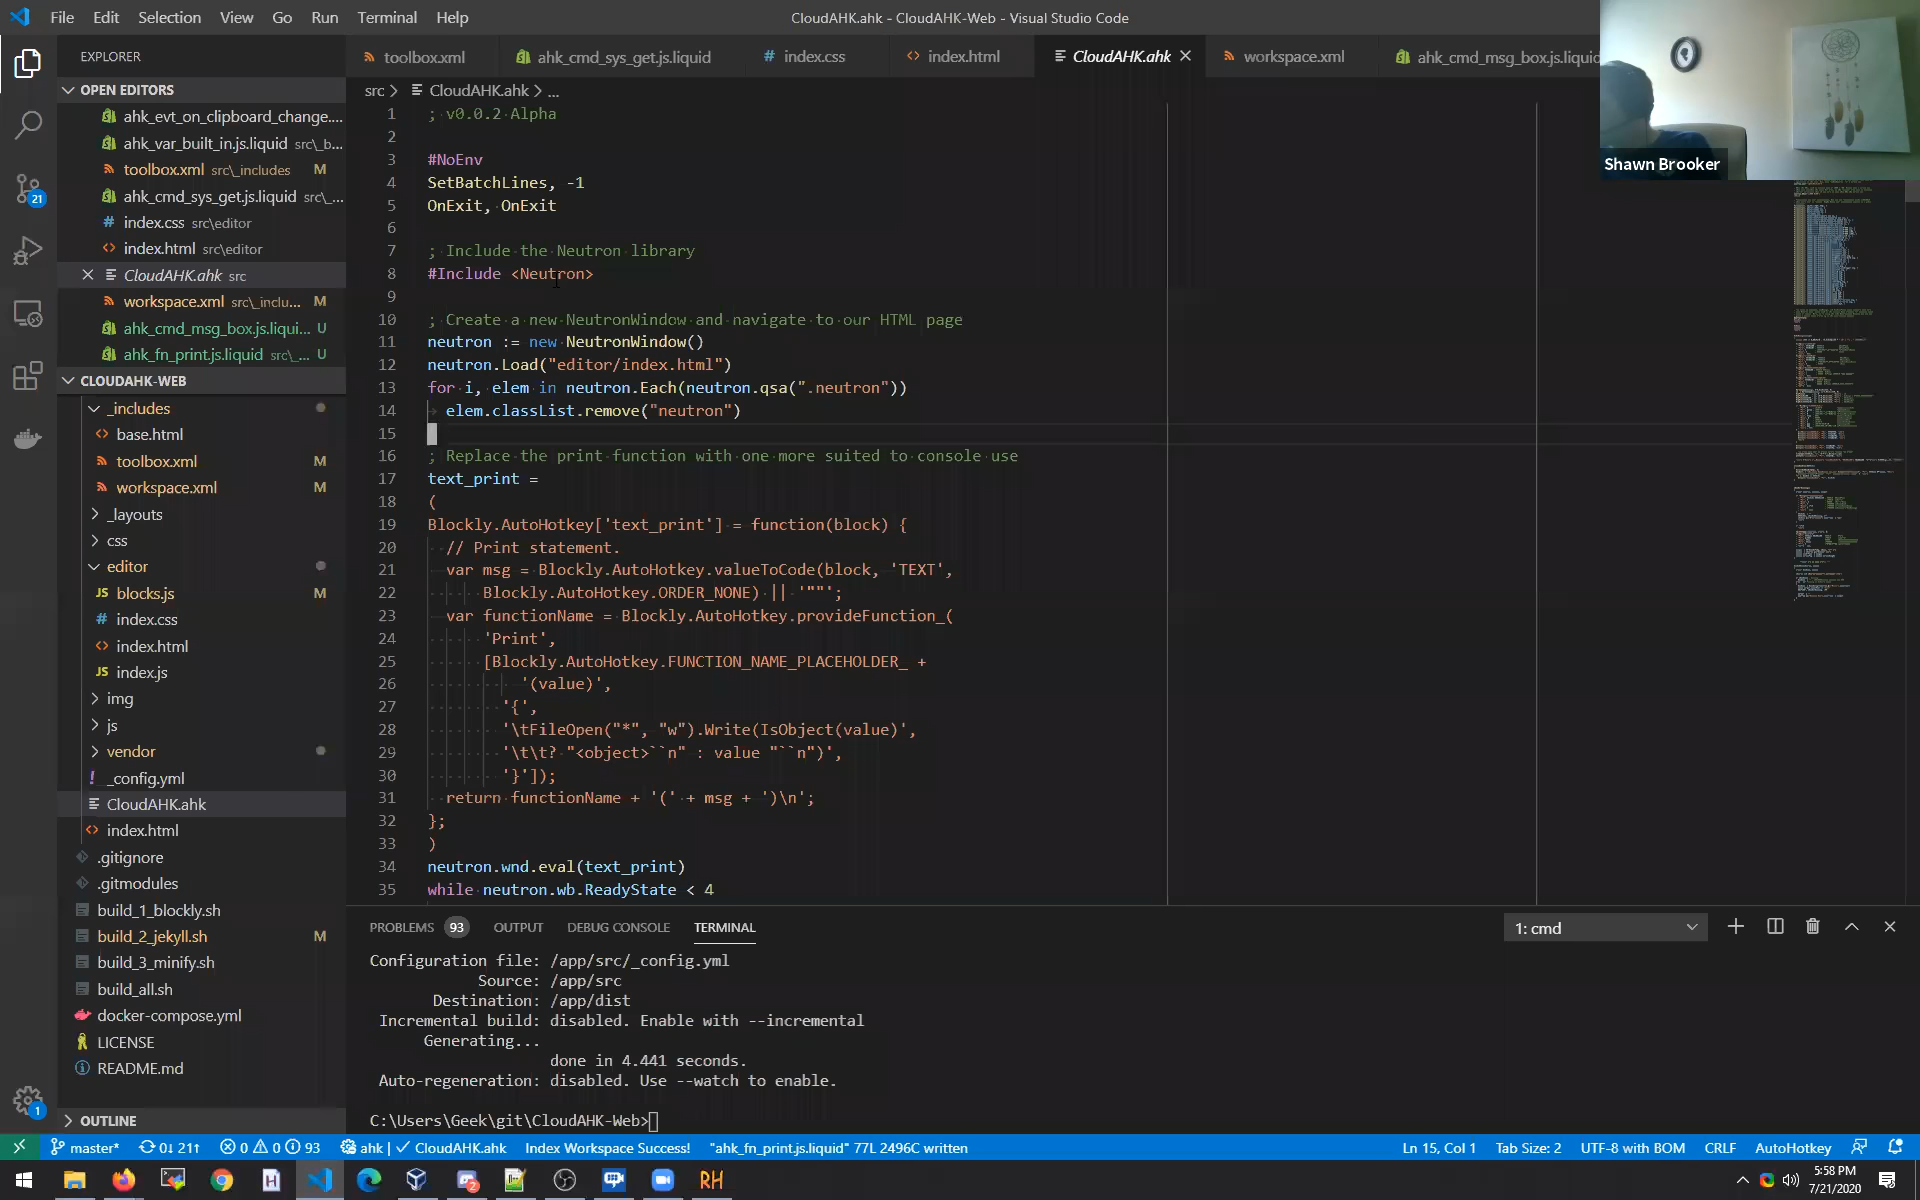 File Edit Selection View Go Run Terminal Help
CloudAHK.ahk - CloudAHK-Web - Visual Studio Code
EXPLORER
OPEN EDITORS
ahk_evt_on_clipboard_change....
ahk_var_built_in.js.liquid src\_b...
toolbox.xml src\_includes M
ahk_cmd_sys_get.js.liquid src\_...
index.css src\editor
index.html src\editor
CloudAHK.ahk src
workspace.xml src\_inclu... M
ahk_cmd_msg_box.js.liqui... U
ahk_fn_print.js.liquid src\_... U
CLOUDAHK-WEB
_includes
base.html
toolbox.xml M
workspace.xml M
_layouts
css
editor
blocks.js M
index.css
index.html
index.js
img
js
vendor
_config.yml
CloudAHK.ahk
index.html
.gitignore
.gitmodules
build_1_blockly.sh
build_2_jekyll.sh M
build_3_minify.sh
build_all.sh
docker-compose.yml
LICENSE
README.md
OUTLINE
toolbox.xml ahk_cmd_sys_get.js.liquid index.css index.html CloudAHK.ahk workspace.xml ahk_cmd_msg_box.js.liquid
Shawn Brooker
src > CloudAHK.ahk > ...
1 ; v0.0.2 Alpha
2
3 #NoEnv
4 SetBatchLines, -1
5 OnExit, OnExit
6
7 ; Include the Neutron library
8 #Include <Neutron>
9
10 ; Create a new NeutronWindow and navigate to our HTML page
11 neutron := new NeutronWindow()
12 neutron.Load("editor/index.html")
13 for i, elem in neutron.Each(neutron.qsa(".neutron"))
14 elem.classList.remove("neutron")
15
16 ; Replace the print function with one more suited to console use
17 text_print =
18 (
19 Blockly.AutoHotkey['text_print'] = function(block) {
20 // Print statement.
21 var msg = Blockly.AutoHotkey.valueToCode(block, 'TEXT',
22 Blockly.AutoHotkey.ORDER_NONE) || '""';
23 var functionName = Blockly.AutoHotkey.provideFunction_(
24 'Print',
25 [Blockly.AutoHotkey.FUNCTION_NAME_PLACEHOLDER_ +
26 '(value)',
27 '{',
28 '\tFileOpen("*", "w").Write(IsObject(value)',
29 '\t\t? "<object>``n" : value "``n")',
30 '}']);
31 return functionName + '(' + msg + ')\n';
32 };
33 )
34 neutron.wnd.eval(text_print)
35 while neutron.wb.ReadyState < 4
PROBLEMS 93 OUTPUT DEBUG CONSOLE TERMINAL
1: cmd
Configuration file: /app/src/_config.yml
Source: /app/src
Destination: /app/dist
Incremental build: disabled. Enable with --incremental
Generating...
done in 4.441 seconds.
Auto-regeneration: disabled. Use --watch to enable.
C:\Users\Geek\git\CloudAHK-Web>
21
1
master* 0↓ 21↑ 0 0 93 ahk | ✓ CloudAHK.ahk Index Workspace Success! "ahk_fn_print.js.liquid" 77L 2496C written
Ln 15, Col 1 Tab Size: 2 UTF-8 with BOM CRLF AutoHotkey
H RH
2
5:58 PM
7/21/2020